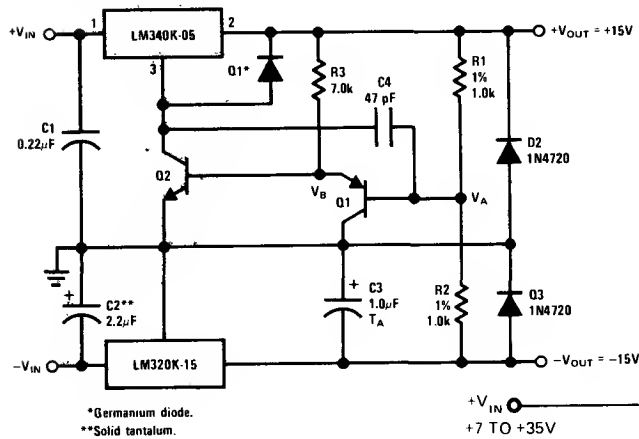 +VIN
1
LM340K-05
2
+VOUT = +15V
3
Q1*
R3
7.0k
C4
47 pF
R1
1%
1.0k
C1
0.22µF
Q2
VB
Q1
VA
D2
1N4720
C2**
2.2µF
+
+
C3
1.0µF
TA
R2
1%
1.0k
Q3
1N4720
-VIN
LM320K-15
-VOUT = -15V
*Germanium diode.
**Solid tantalum.
+VIN
+7 TO +35V